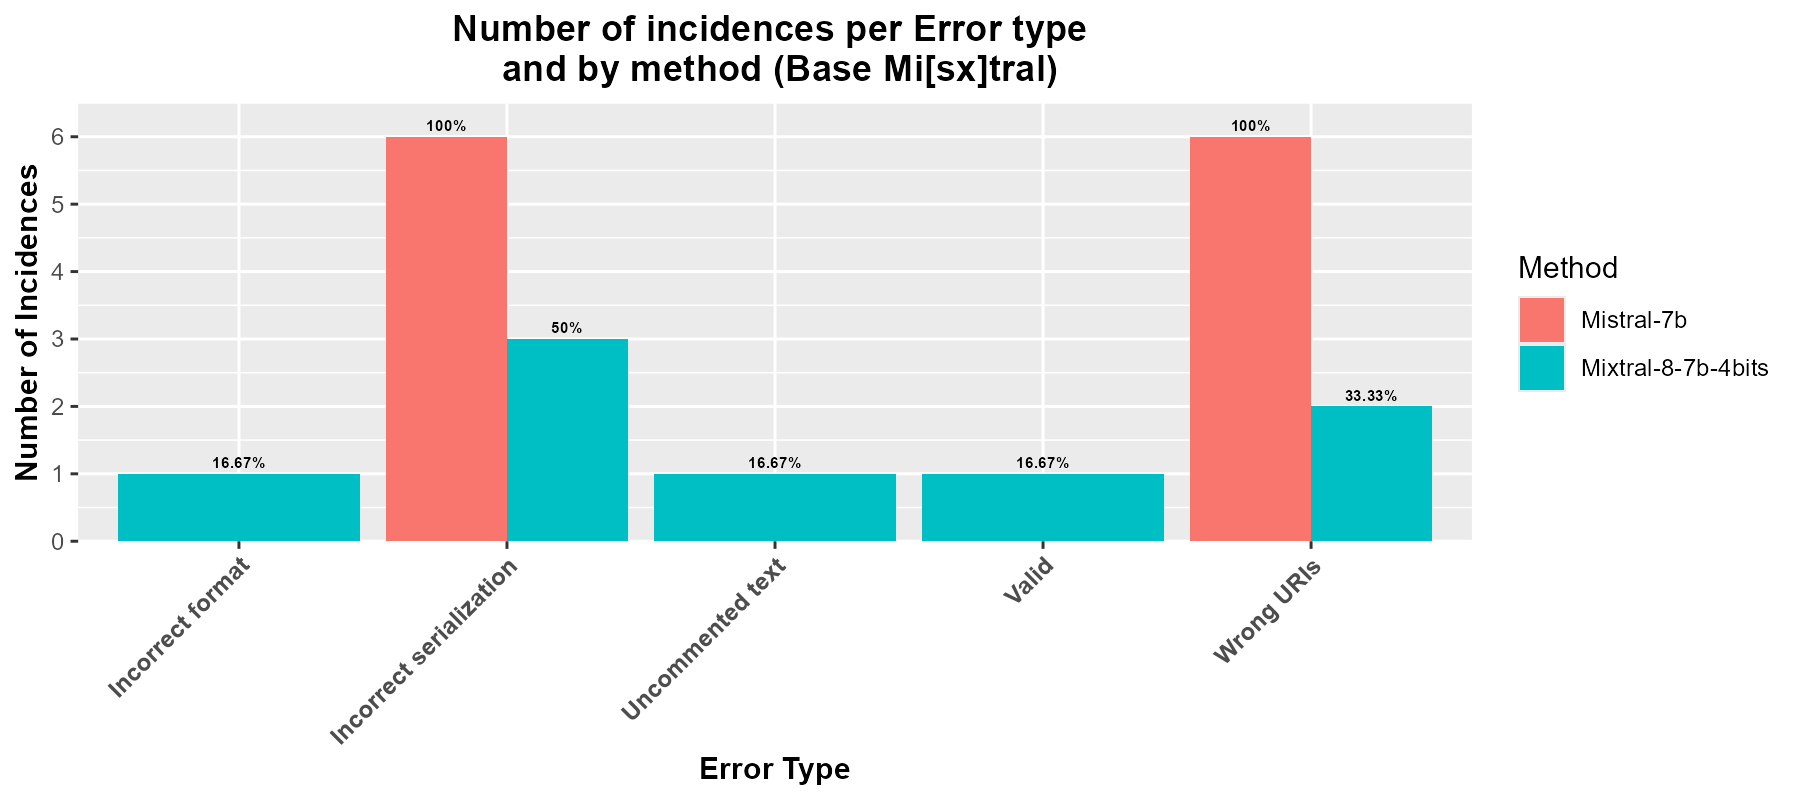 Number of incidences per Error type
and by method (Base Mi[sx]tral)
Number of Incidences
6
5
4
3
2
1
0
16.67%
100%
50%
16.67%
16.67%
100%
33.33%
Incorrect format
Incorrect serialization
Uncommented text
Valid
Wrong URIs
Error Type
Method
Mistral-7b
Mixtral-8-7b-4bits